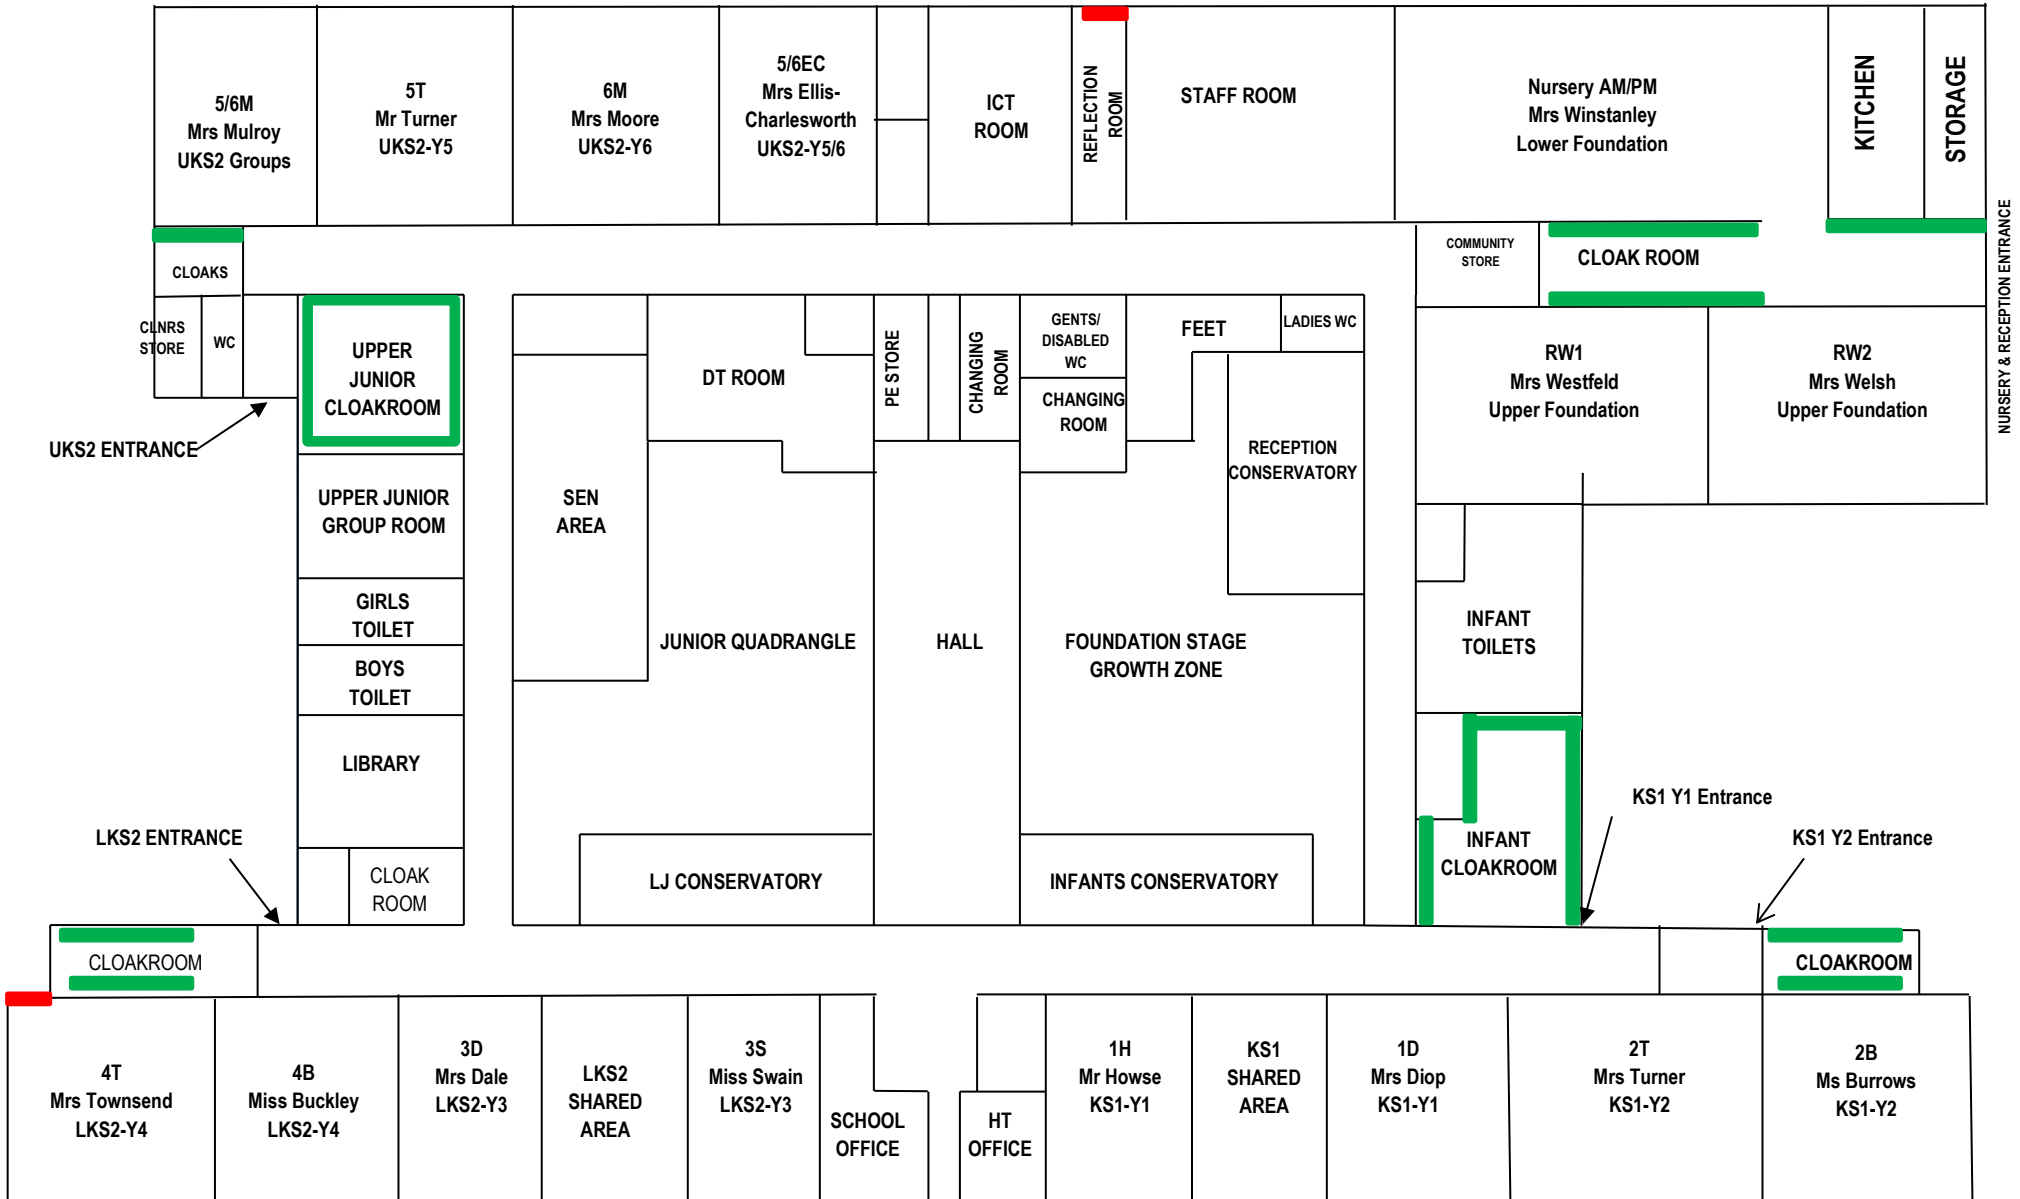 5/6M
Mrs Mulroy
UKS2 Groups
5T
Mr Turner
UKS2-Y5
6M
Mrs Moore
UKS2-Y6
5/6EC
Mrs Ellis-
Charlesworth
UKS2-Y5/6
ICT
ROOM
REFLECTION
ROOM
STAFF ROOM
Nursery AM/PM
Mrs Winstanley
Lower Foundation
KITCHEN
STORAGE
NURSERY & RECEPTION ENTRANCE
CLOAKS
COMMUNITY
STORE
CLOAK ROOM
CLNRS
STORE
WC
UPPER
JUNIOR
CLOAKROOM
UKS2 ENTRANCE
DT ROOM
PE STORE
CHANGING
ROOM
GENTS/
DISABLED
WC
CHANGING
ROOM
FEET
LADIES WC
RW1
Mrs Westfeld
Upper Foundation
RW2
Mrs Welsh
Upper Foundation
RECEPTION
CONSERVATORY
UPPER JUNIOR
GROUP ROOM
SEN
AREA
GIRLS
TOILET
BOYS
TOILET
JUNIOR QUADRANGLE
HALL
FOUNDATION STAGE
GROWTH ZONE
INFANT
TOILETS
LIBRARY
KS1 Y1 Entrance
LKS2 ENTRANCE
KS1 Y2 Entrance
CLOAK
ROOM
LJ CONSERVATORY
INFANTS CONSERVATORY
INFANT
CLOAKROOM
CLOAKROOM
CLOAKROOM
4T
Mrs Townsend
LKS2-Y4
4B
Miss Buckley
LKS2-Y4
3D
Mrs Dale
LKS2-Y3
LKS2
SHARED
AREA
3S
Miss Swain
LKS2-Y3
SCHOOL
OFFICE
HT
OFFICE
1H
Mr Howse
KS1-Y1
KS1
SHARED
AREA
1D
Mrs Diop
KS1-Y1
2T
Mrs Turner
KS1-Y2
2B
Ms Burrows
KS1-Y2